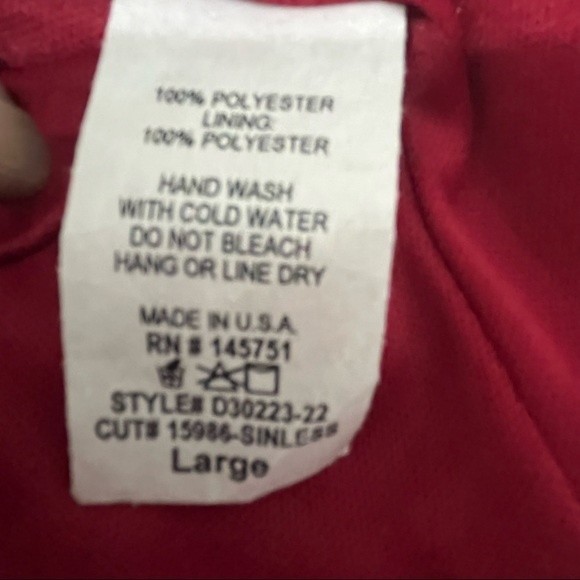 100% POLYESTER
LINING:
100% POLYESTER
HAND WASH
WITH COLD WATER
DO NOT BLEACH
HANG OR LINE DRY
MADE IN U.S.A.
RN # 145751
STYLE# D30223-22
CUT# 15986-SINLESS
Large